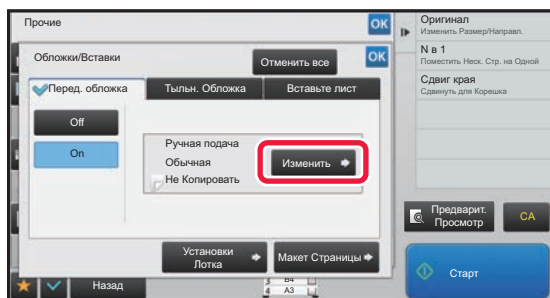 Прочие
OK
Обложки/Вставки
Отменить все
OK
Перед. обложка
Тыльн. Обложка
Вставьте лист
Off
On
Ручная подача
Обычная
Не Копировать
Изменить
Установки
Лотка
Макет Страницы
Назад
3 B4
4 A3
Оригинал
Изменить Размер/Направл.
N в 1
Поместить Неск. Стр. на Одной
Сдвиг края
Сдвинуть для Корешка
Предварит.
Просмотр
CA
Старт